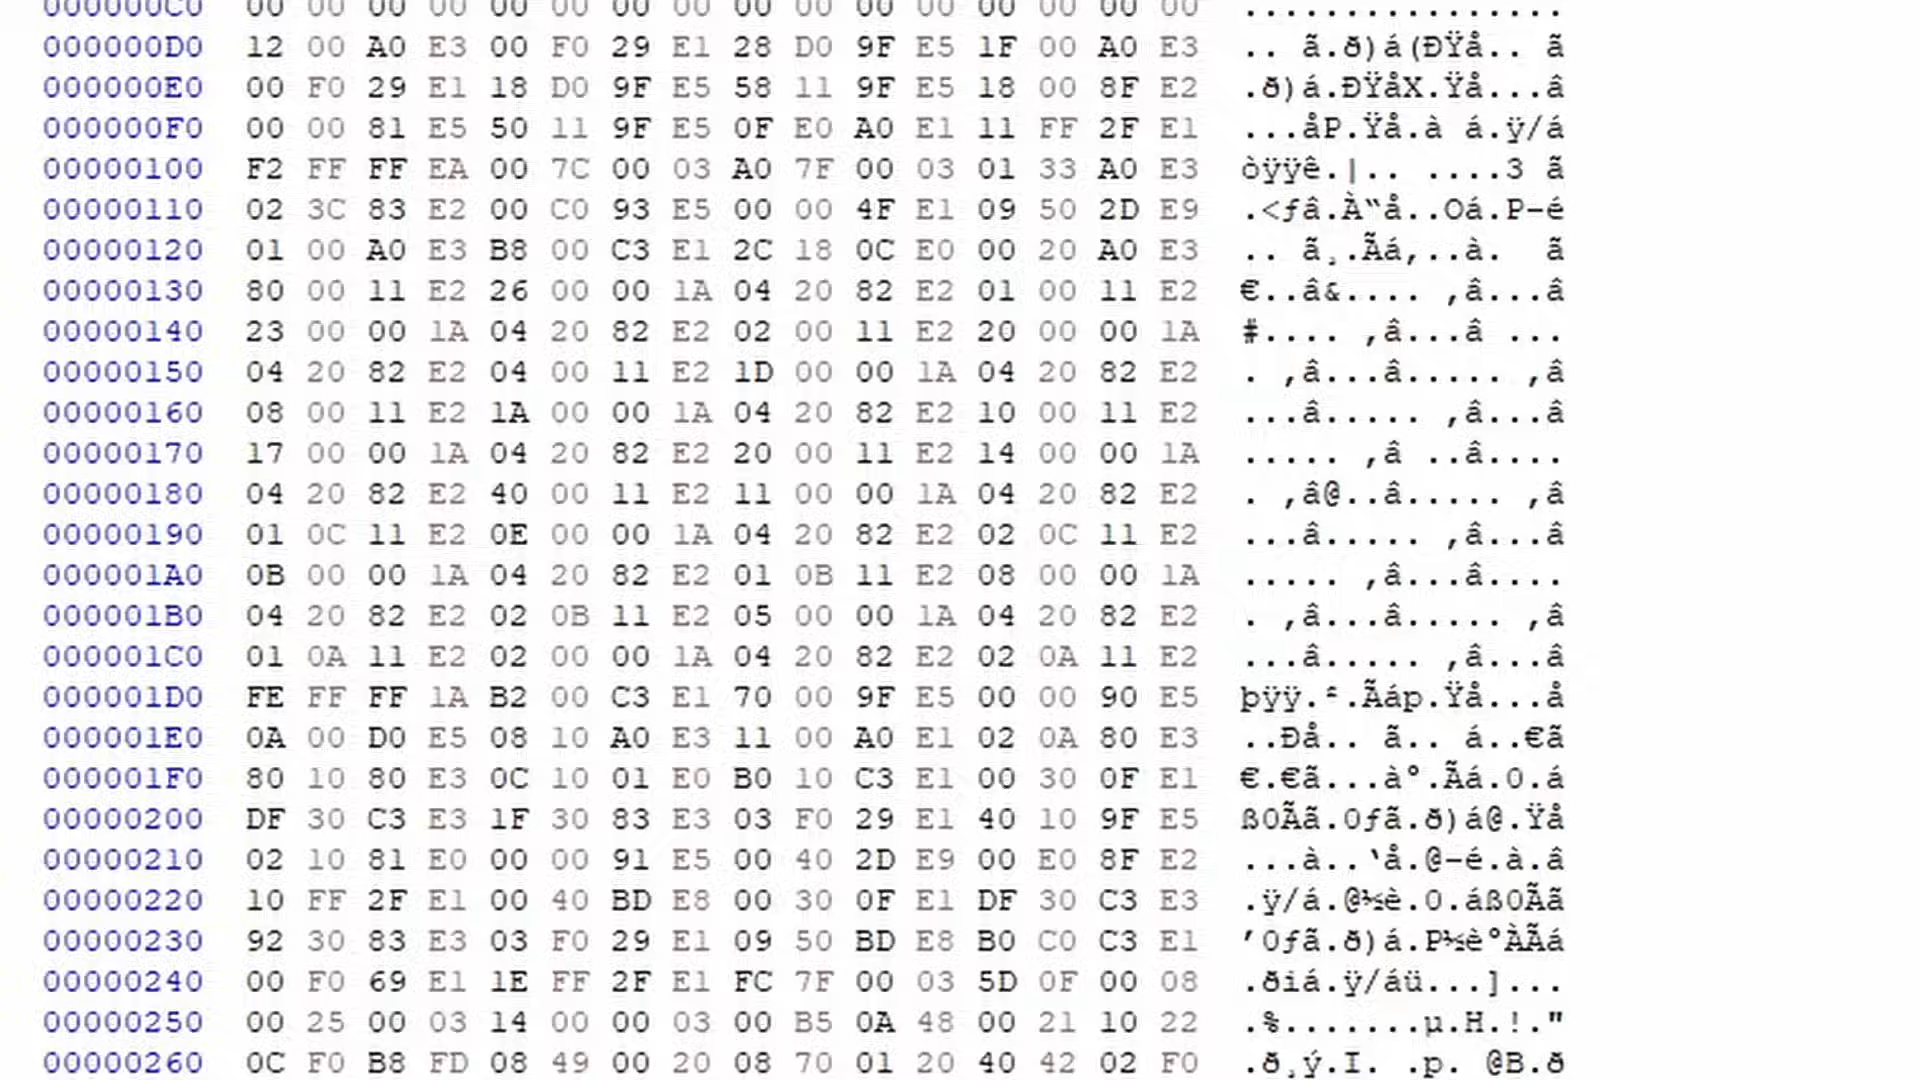 000000C0 00 00 00 00 00 00 00 00 00 00 00 00 00 00 00 00 ................
000000D0 12 00 A0 E3 00 F0 29 E1 28 D0 9F E5 1F 00 A0 E3 .. ã.ð)á(ÐŸå.. ã
000000E0 00 F0 29 E1 18 D0 9F E5 58 11 9F E5 18 00 8F E2 .ð)á.ÐŸåX.Ÿå...â
000000F0 00 00 81 E5 50 11 9F E5 0F E0 A0 E1 11 FF 2F E1 ...åP.Ÿå.à á.ÿ/á
00000100 F2 FF FF EA 00 7C 00 03 A0 7F 00 03 01 33 A0 E3 òÿÿê.|.. ....3 ã
00000110 02 3C 83 E2 00 C0 93 E5 00 00 4F E1 09 50 2D E9 .<ƒâ.À“å..Oá.P-é
00000120 01 00 A0 E3 B8 00 C3 E1 2C 18 0C E0 00 20 A0 E3 .. ã¸.Ãá,..à.  ã
00000130 80 00 11 E2 26 00 00 1A 04 20 82 E2 01 00 11 E2 €..â&.... ‚â...â
00000140 23 00 00 1A 04 20 82 E2 02 00 11 E2 20 00 00 1A #.... ‚â...â ...
00000150 04 20 82 E2 04 00 11 E2 1D 00 00 1A 04 20 82 E2 . ‚â...â..... ‚â
00000160 08 00 11 E2 1A 00 00 1A 04 20 82 E2 10 00 11 E2 ...â..... ‚â...â
00000170 17 00 00 1A 04 20 82 E2 20 00 11 E2 14 00 00 1A ..... ‚â ..â....
00000180 04 20 82 E2 40 00 11 E2 11 00 00 1A 04 20 82 E2 . ‚â@..â..... ‚â
00000190 01 0C 11 E2 0E 00 00 1A 04 20 82 E2 02 0C 11 E2 ...â..... ‚â...â
000001A0 0B 00 00 1A 04 20 82 E2 01 0B 11 E2 08 00 00 1A ..... ‚â...â....
000001B0 04 20 82 E2 02 0B 11 E2 05 00 00 1A 04 20 82 E2 . ‚â...â..... ‚â
000001C0 01 0A 11 E2 02 00 00 1A 04 20 82 E2 02 0A 11 E2 ...â..... ‚â...â
000001D0 FE FF FF 1A B2 00 C3 E1 70 00 9F E5 00 00 90 E5 þÿÿ.².Ãáp.Ÿå...å
000001E0 0A 00 D0 E5 08 10 A0 E3 11 00 A0 E1 02 0A 80 E3 ..Ðå.. ã.. á..€ã
000001F0 80 10 80 E3 0C 10 01 E0 B0 10 C3 E1 00 30 0F E1 €.€ã...à°.Ãá.0.á
00000200 DF 30 C3 E3 1F 30 83 E3 03 F0 29 E1 40 10 9F E5 ß0Ãã.0ƒã.ð)á@.Ÿå
00000210 02 10 81 E0 00 00 91 E5 00 40 2D E9 00 E0 8F E2 ...à..‘å.@-é.à.â
00000220 10 FF 2F E1 00 40 BD E8 00 30 0F E1 DF 30 C3 E3 .ÿ/á.@½è.0.áß0Ãã
00000230 92 30 83 E3 03 F0 29 E1 09 50 BD E8 B0 C0 C3 E1 ’0ƒã.ð)á.P½è°ÀÃá
00000240 00 F0 69 E1 1E FF 2F E1 FC 7F 00 03 5D 0F 00 08 .ðiá.ÿ/áü...]...
00000250 00 25 00 03 14 00 00 03 00 B5 0A 48 00 21 10 22 .%.......µ.H.!."
00000260 0C F0 B8 FD 08 49 00 20 08 70 01 20 40 42 02 F0 .ð¸ý.I. .p. @B.ð